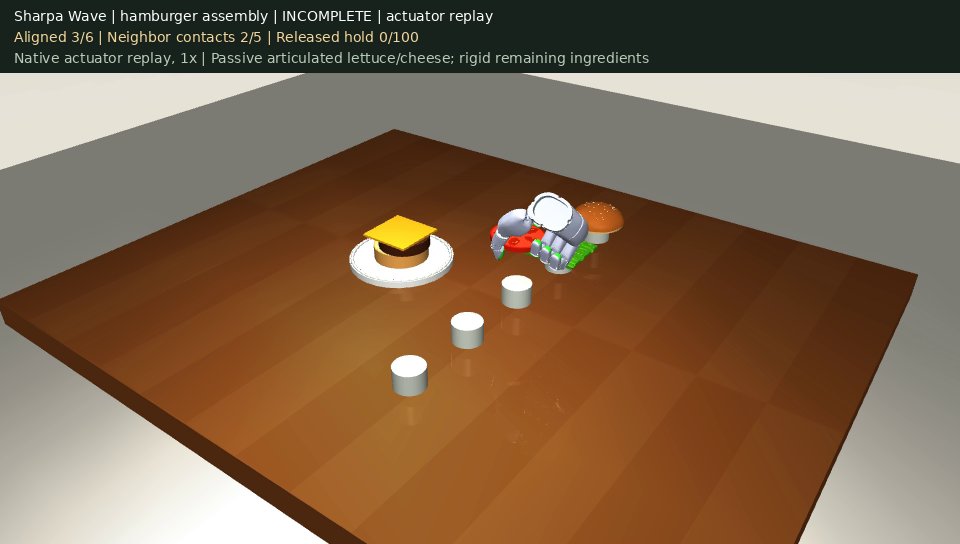 Sharpa Wave | hamburger assembly | INCOMPLETE | actuator replay
Aligned 3/6 | Neighbor contacts 2/5 | Released hold 0/100
Native actuator replay, 1x | Passive articulated lettuce/cheese; rigid remaining ingredients